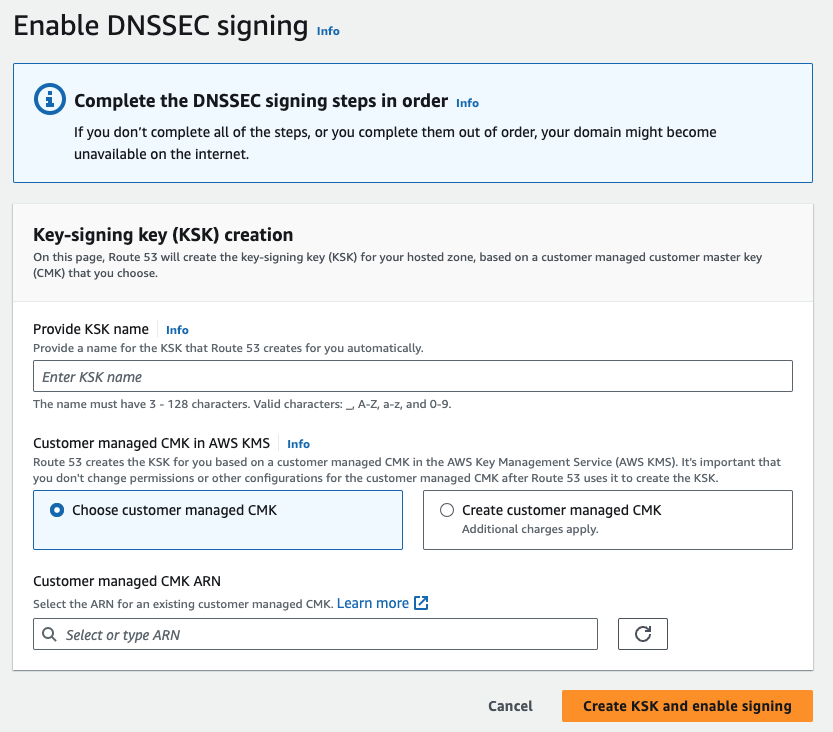 Enable DNSSEC signing Info
Complete the DNSSEC signing steps in order Info
If you don't complete all of the steps, or you complete them out of order, your domain might become
unavailable on the internet.
Key-signing key (KSK) creation
On this page, Route 53 will create the key-signing key (KSK) for your hosted zone, based on a customer managed customer master key
(CMK) that you choose.
Provide KSK name Info
Provide a name for the KSK that Route 53 creates for you automatically.
Enter KSK name
The name must have 3 - 128 characters. Valid characters: _, A-Z, a-z, and 0-9.
Customer managed CMK in AWS KMS Info
Route 53 creates the KSK for you based on a customer managed CMK in the AWS Key Management Service (AWS KMS). It's important that
you don't change permissions or other configurations for the customer managed CMK after Route 53 uses it to create the KSK.
Choose customer managed CMK
Create customer managed CMK
Additional charges apply.
Customer managed CMK ARN
Select the ARN for an existing customer managed CMK. Learn more
Select or type ARN
Cancel
Create KSK and enable signing